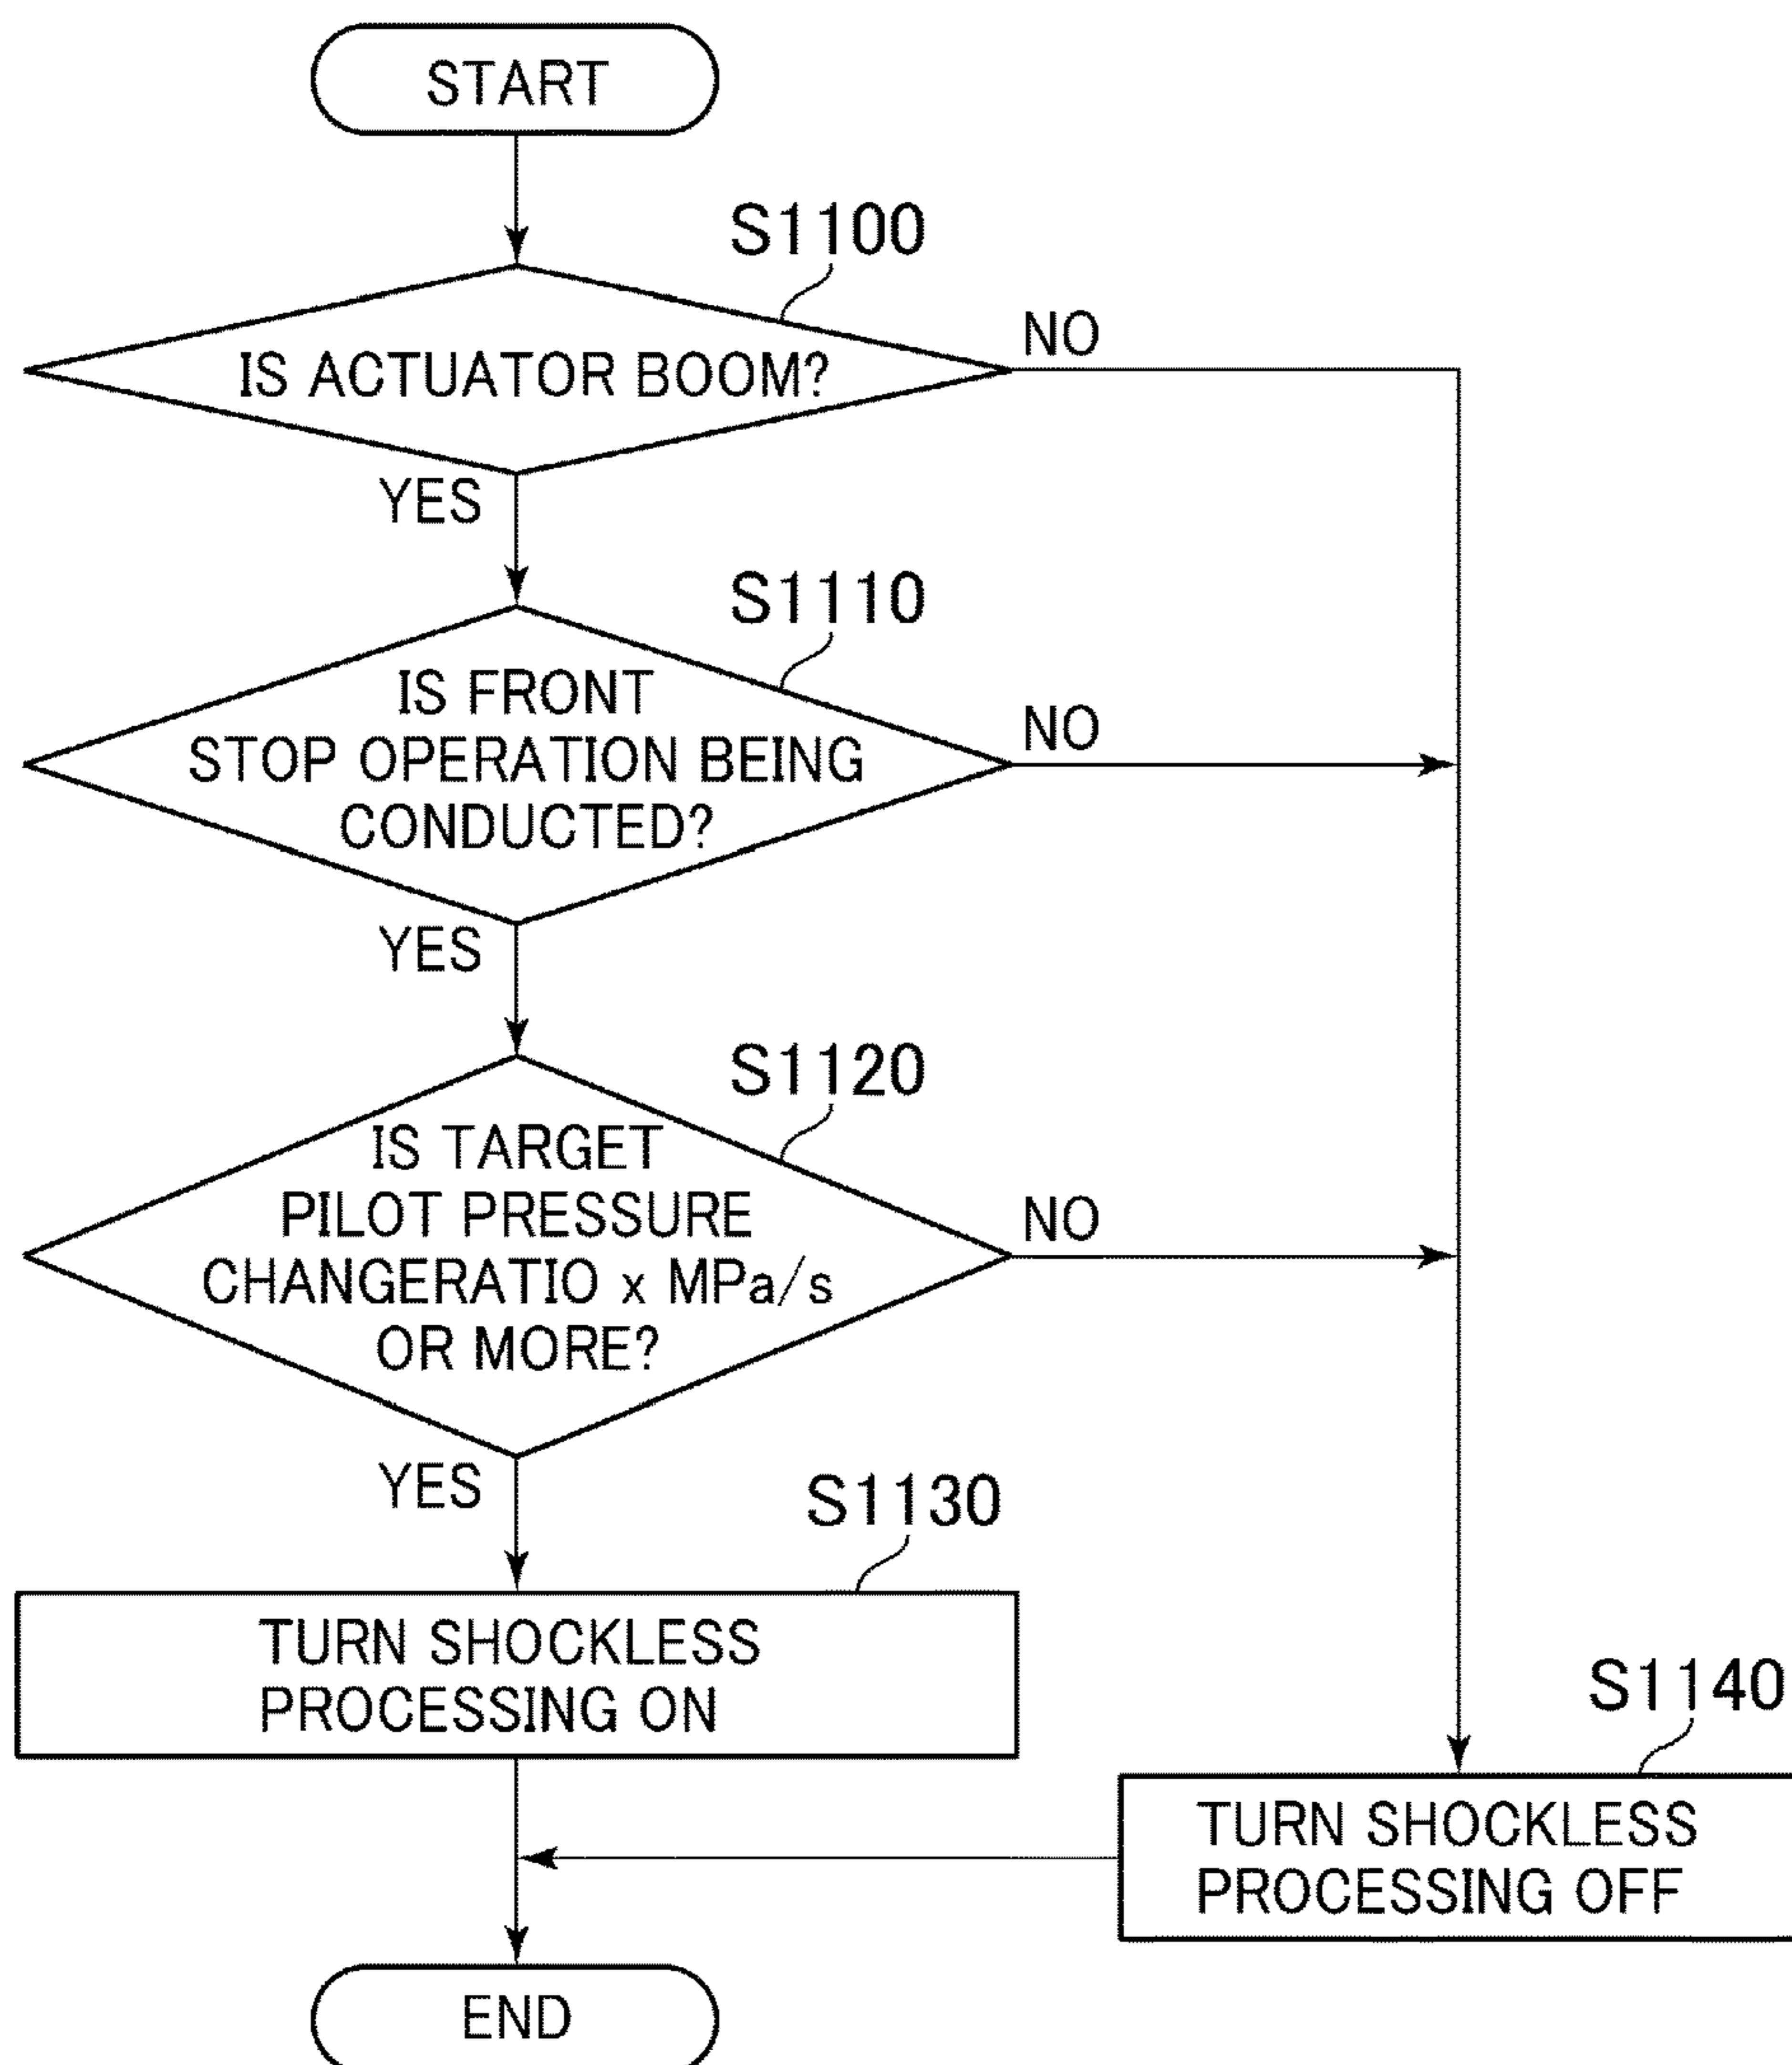 START
S1100
IS ACTUATOR BOOM?
NO
YES
S1110
IS FRONT
STOP OPERATION BEING
CONDUCTED?
NO
YES
S1120
IS TARGET
PILOT PRESSURE
CHANGERATIO x MPa/s
OR MORE?
NO
YES
S1130
TURN SHOCKLESS
PROCESSING ON
S1140
TURN SHOCKLESS
PROCESSING OFF
END